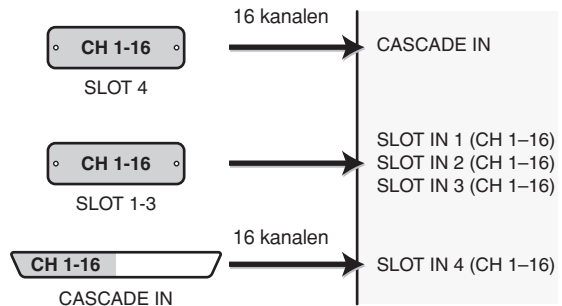 16 kanalen
CH 1-16
CASCADE IN
SLOT 4
CH 1-16
SLOT IN 1 (CH 1–16)
SLOT IN 2 (CH 1–16)
SLOT IN 3 (CH 1–16)
SLOT 1-3
16 kanalen
CH 1-16
SLOT IN 4 (CH 1–16)
CASCADE IN